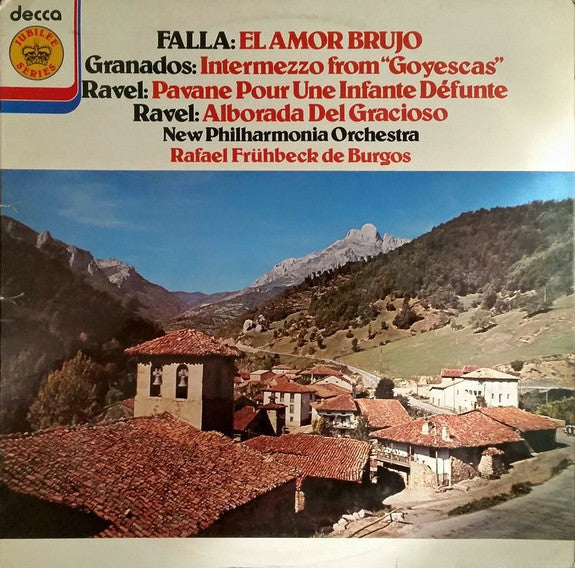 decca
JUBILEE
SERIES
FALLA: EL AMOR BRUJO
Granados: Intermezzo from "Goyescas"
Ravel: Pavane Pour Une Infante Défunte
Ravel: Alborada Del Gracioso
New Philharmonia Orchestra
Rafael Frühbeck de Burgos